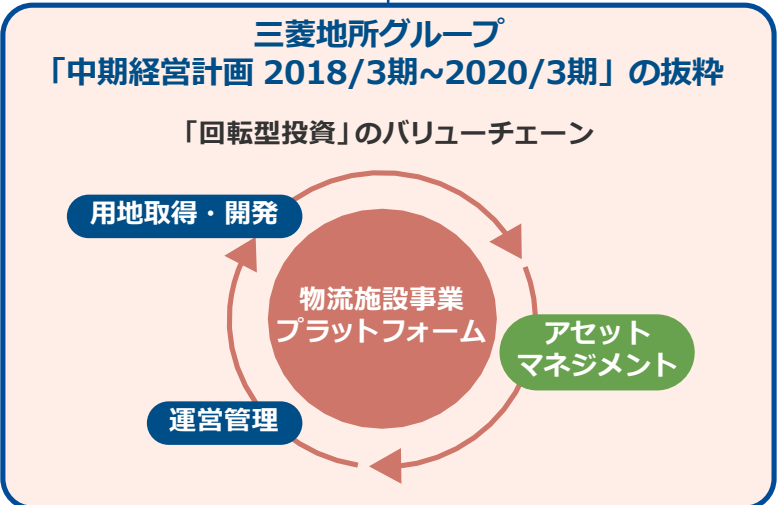 三菱地所グループ
「中期経営計画 2018/3期~2020/3期」の抜粋
「回転型投資」のバリューチェーン
用地取得・開発
物流施設事業
プラットフォーム
アセット
マネジメント
運営管理